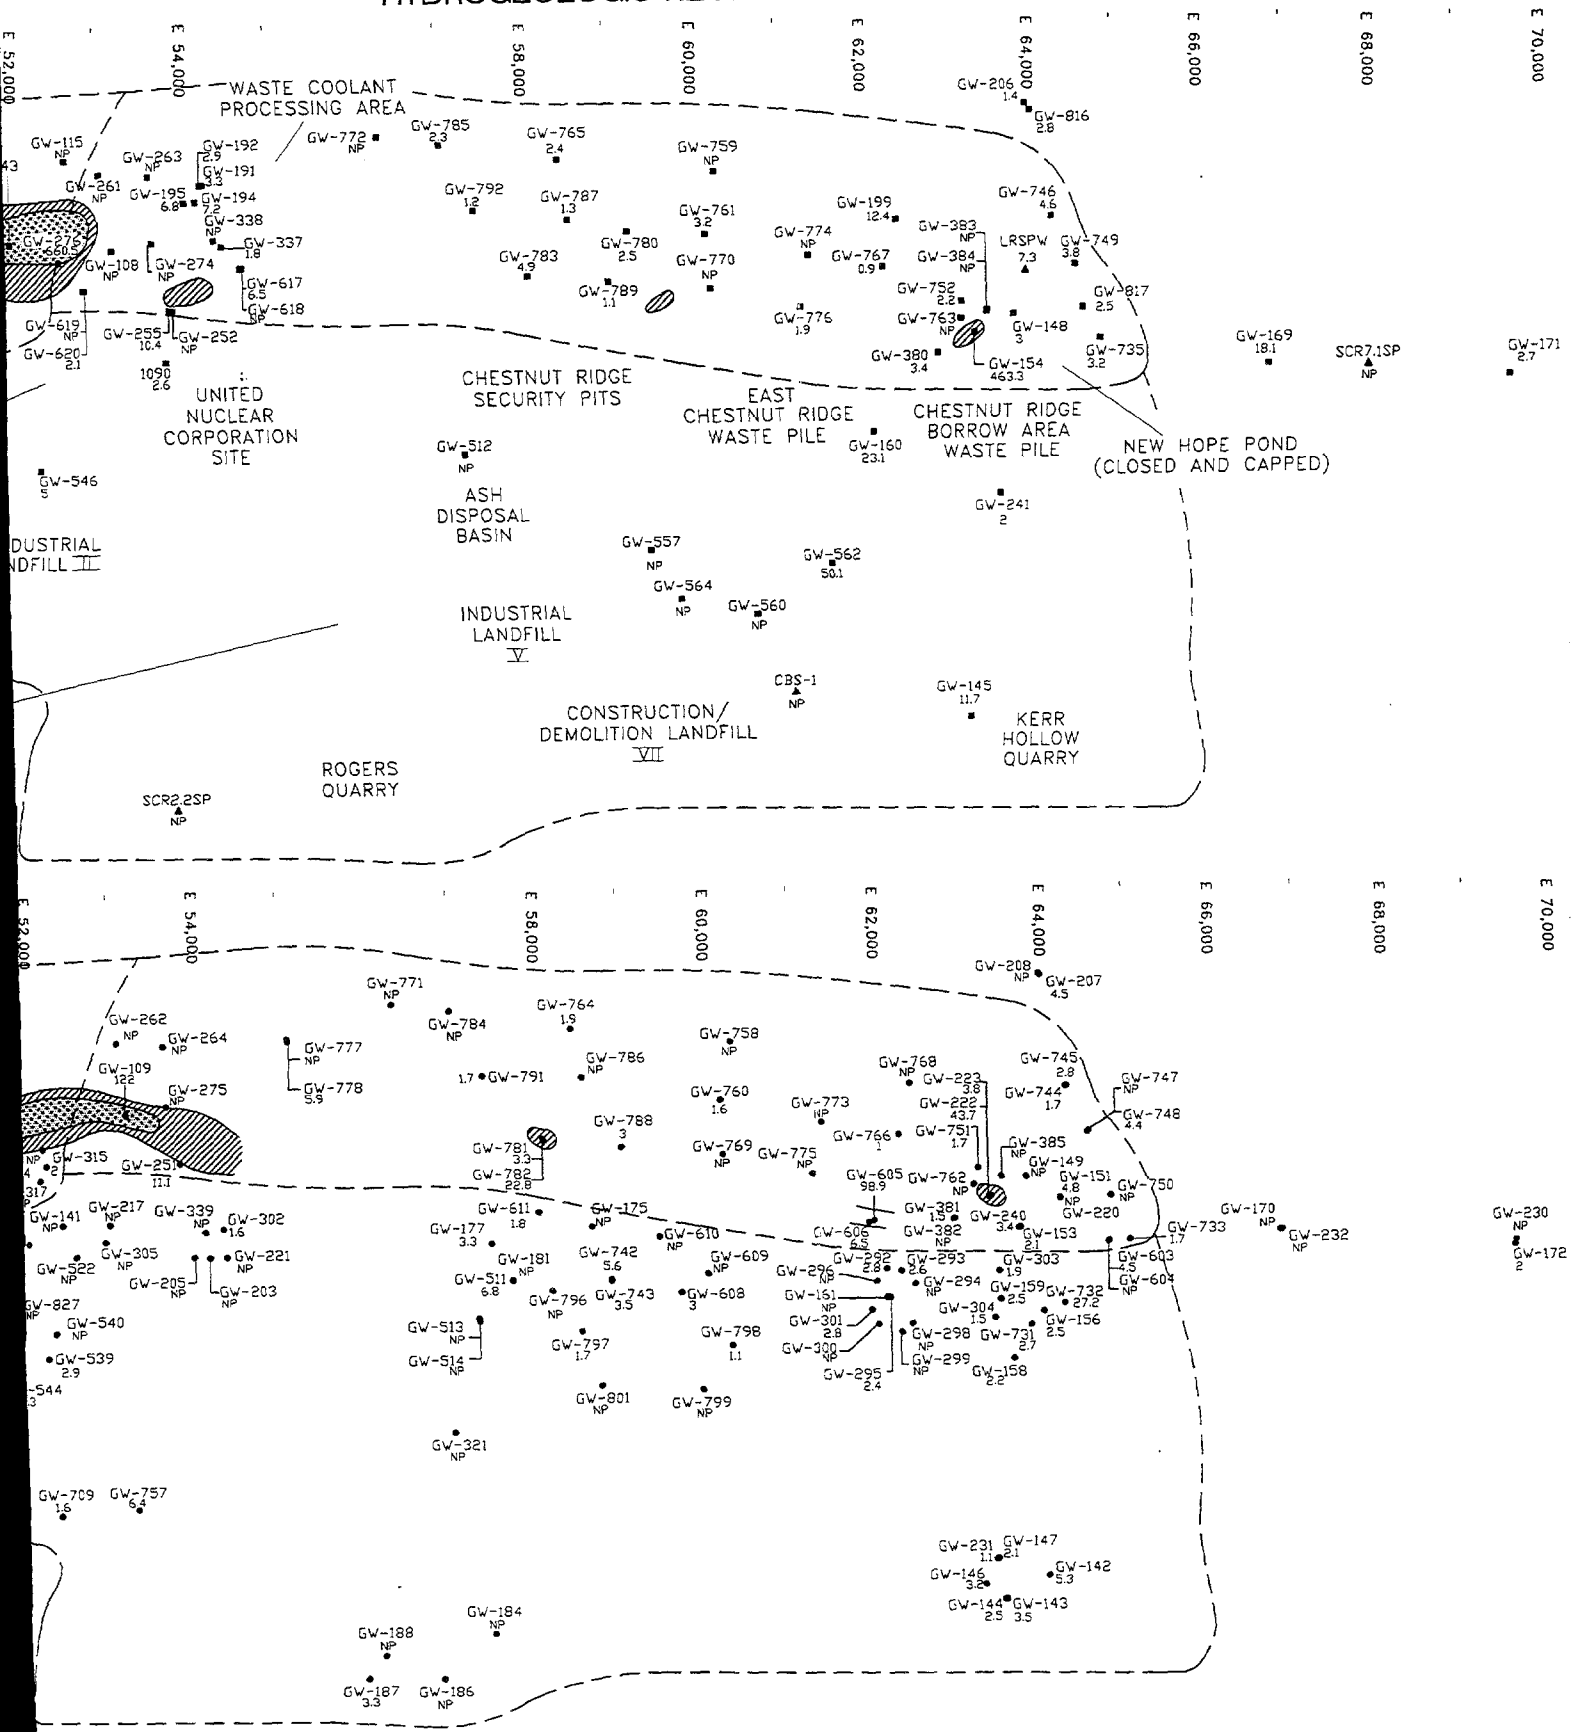 E 52,000
E 54,000
E 58,000
E 60,000
E 62,000
E 64,000
E 66,000
E 68,000
E 70,000
WASTE COOLANT
PROCESSING AREA
GW-206
1.4
GW-816
2.8
GW-115
NP
43
GW-261
NP
GW-263
NP
GW-192
2.9
GW-191
3.3
GW-195
6.8
GW-194
7.2
GW-338
NP
GW-337
1.8
GW-772
NP
GW-785
2.3
GW-765
2.4
GW-759
NP
GW-792
1.2
GW-787
1.3
GW-761
3.2
GW-780
2.5
GW-783
4.9
GW-770
NP
GW-789
1.1
GW-774
NP
GW-776
1.9
GW-199
12.4
GW-767
0.9
GW-383
NP
GW-384
NP
GW-746
4.6
LRSPW
7.3
GW-749
3.8
GW-752
2.2
GW-763
NP
GW-817
2.5
GW-148
3
GW-735
3.2
GW-380
3.4
GW-154
463.3
GW-169
18.1
SCR7.1SP
NP
GW-171
2.7
GW-276
660.5
GW-108
NP
GW-274
NP
GW-617
6.5
GW-618
NP
GW-619
NP
GW-620
2.1
GW-255
10.4
GW-252
NP
1090
2.6
UNITED
NUCLEAR
CORPORATION
SITE
CHESTNUT RIDGE
SECURITY PITS
EAST
CHESTNUT RIDGE
WASTE PILE
CHESTNUT RIDGE
BORROW AREA
WASTE PILE
NEW HOPE POND
(CLOSED AND CAPPED)
GW-160
23.1
GW-512
NP
GW-546
5
ASH
DISPOSAL
BASIN
GW-241
2
DUSTRIAL
NDFILL II
GW-557
NP
GW-562
50.1
GW-564
NP
GW-560
NP
INDUSTRIAL
LANDFILL
V
CBS-1
NP
GW-145
11.7
CONSTRUCTION/
DEMOLITION LANDFILL
VII
KERR
HOLLOW
QUARRY
ROGERS
QUARRY
SCR2.2SP
NP
E 52,000
E 54,000
E 58,000
E 60,000
E 62,000
E 64,000
E 66,000
E 68,000
E 70,000
GW-208
NP
GW-207
4.5
GW-771
NP
GW-784
NP
GW-764
1.9
GW-758
NP
GW-262
NP
GW-264
NP
GW-777
NP
GW-778
5.9
GW-109
122
GW-275
NP
1.7
GW-791
GW-786
NP
GW-760
1.6
GW-788
3
GW-773
NP
GW-768
NP
GW-223
3.8
GW-222
43.7
GW-745
2.8
GW-744
1.7
GW-747
NP
GW-748
4.4
GW-766
1
GW-751
1.7
GW-385
NP
GW-149
NP
GW-151
4.8
GW-750
NP
GW-781
3.3
GW-782
22.8
GW-769
NP
GW-775
NP
GW-605
98.9
GW-762
NP
NP
GW-315
2
4
317
GW-251
11.1
GW-611
1.8
GW-175
NP
GW-606
6.5
GW-381
1.5
GW-382
NP
GW-240
3.4
GW-220
GW-153
2.1
GW-733
1.7
GW-170
NP
GW-232
NP
GW-230
NP
GW-172
2
GW-141
NP
GW-217
NP
GW-339
NP
GW-302
1.6
GW-177
3.3
GW-610
NP
GW-305
NP
GW-522
NP
GW-205
NP
GW-221
NP
GW-203
NP
GW-181
NP
GW-742
5.6
GW-609
NP
GW-292
2.8
GW-293
2.6
GW-303
1.9
GW-603
4.5
GW-604
NP
GW-511
6.8
GW-796
NP
GW-743
3.5
GW-608
3
GW-296
NP
GW-294
NP
GW-161
NP
GW-159
2.5
GW-732
27.2
GW-827
NP
GW-540
NP
GW-539
2.9
GW-513
NP
GW-514
NP
GW-797
1.7
GW-798
1.1
GW-301
2.8
GW-300
NP
GW-298
NP
GW-299
NP
GW-304
1.5
GW-731
2.7
GW-156
2.5
GW-158
2.2
GW-295
2.4
-544
.3
GW-801
NP
GW-799
NP
GW-321
NP
GW-709
1.6
GW-757
6.4
GW-231
1.1
GW-147
2.1
GW-146
3.2
GW-142
5.3
GW-144
2.5
GW-143
3.5
GW-184
NP
GW-188
NP
GW-187
3.3
GW-186
NP